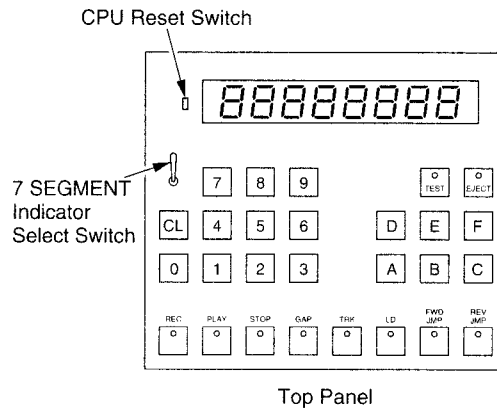 CPU Reset Switch
88888888
7 SEGMENT
Indicator
Select Switch
7 8 9
TEST EJECT
CL 4 5 6 D E F
0 1 2 3 A B C
REC PLAY STOP GAP TRK LD FWD JMP REV JMP
Top Panel